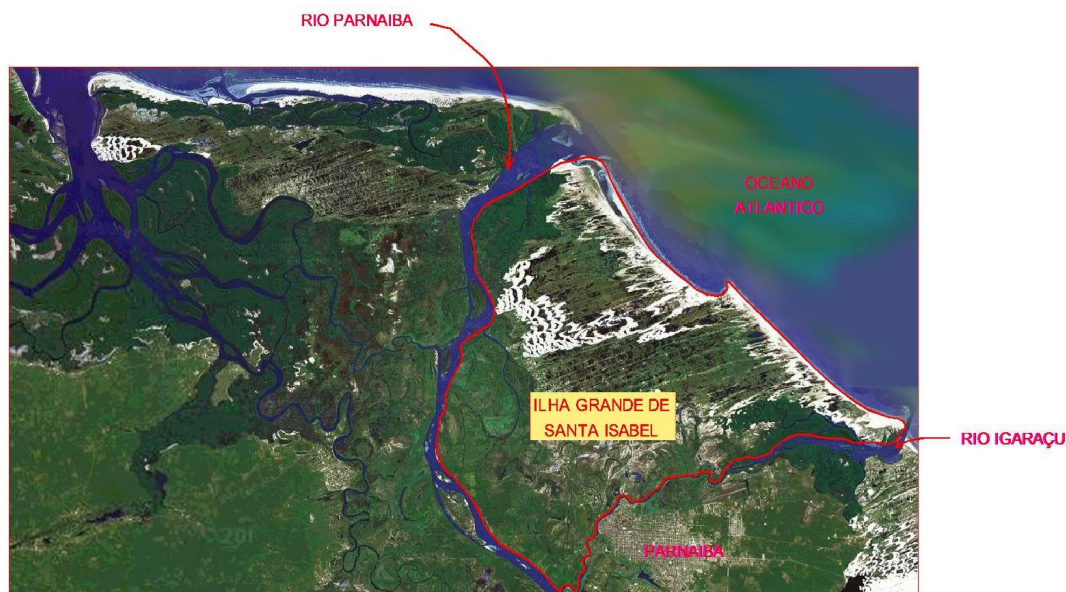 RIO PARNAIBA
OCEANO
ATLANTICO
ILHA GRANDE DE
SANTA ISABEL
RIO IGARAÇU
PARNAIBA